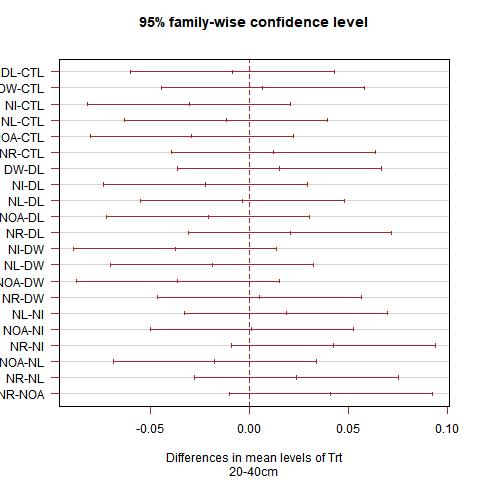 95% family-wise confidence level
DL-CTL
DW-CTL
NI-CTL
NL-CTL
NOA-CTL
NR-CTL
DW-DL
NI-DL
NL-DL
NOA-DL
NR-DL
NI-DW
NL-DW
NOA-DW
NR-DW
NL-NI
NOA-NI
NR-NI
NOA-NL
NR-NL
NR-NOA
-0.05 0.00 0.05 0.10
Differences in mean levels of Trt
20-40cm